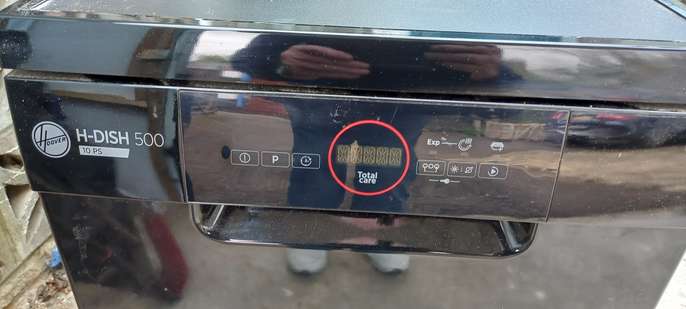 HOOVER
H-DISH 500
10 PS
P
Total
care
Exp